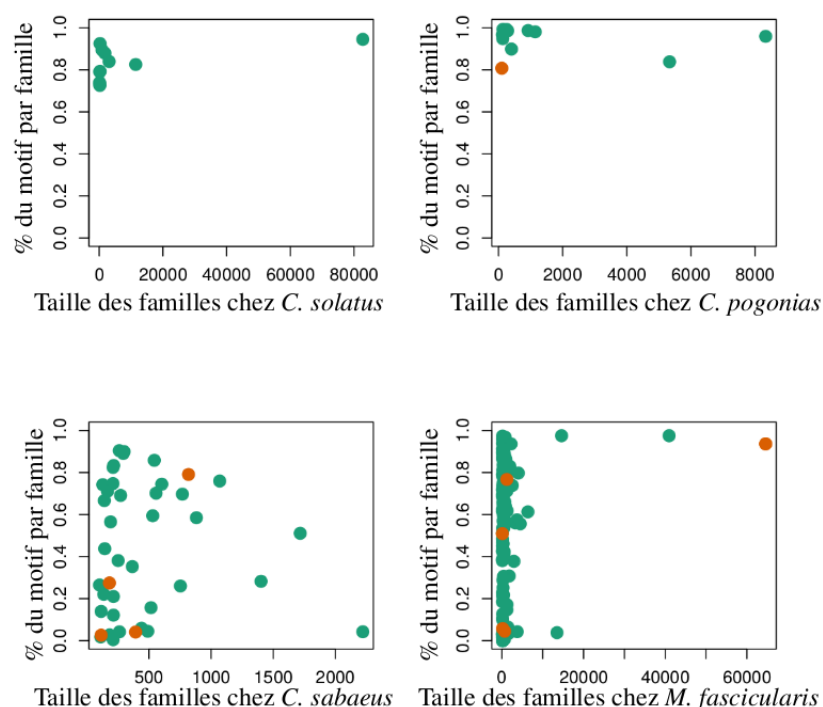 % du motif par famille
0.0 0.2 0.4 0.6 0.8 1.0
0 20000 40000 60000 80000
Taille des familles chez C. solatus
% du motif par famille
0.0 0.2 0.4 0.6 0.8 1.0
0 2000 4000 6000 8000
Taille des familles chez C. pogonias
% du motif par famille
0.0 0.2 0.4 0.6 0.8 1.0
500 1000 1500 2000
Taille des familles chez C. sabaeus
% du motif par famille
0.0 0.2 0.4 0.6 0.8 1.0
0 20000 40000 60000
Taille des familles chez M. fascicularis